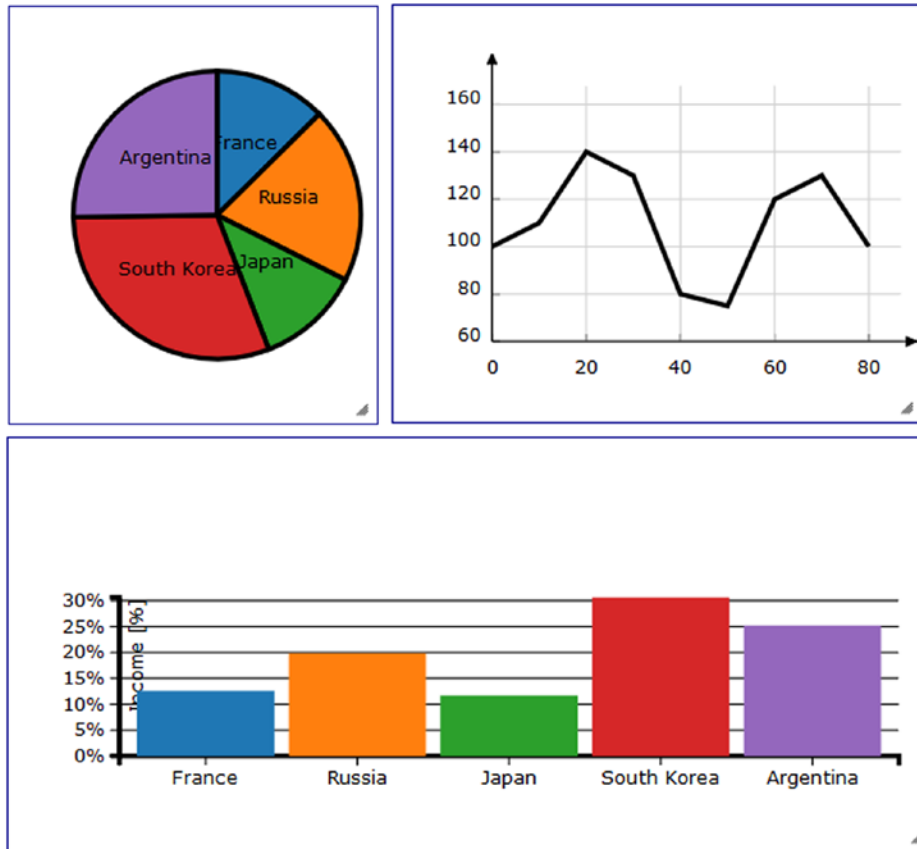 France
Argentina
Russia
Japan
South Korea
160
140
120
100
80
60
0 20 40 60 80
30%
25%
20%
15%
10%
5%
0%
Income [%]
France Russia Japan South Korea Argentina